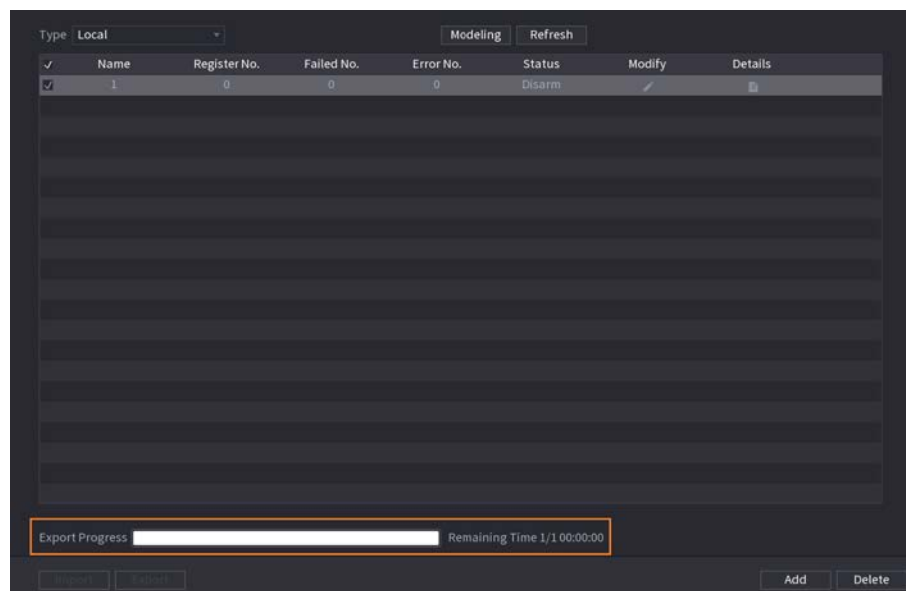 Type Local Modeling Refresh
Name Register No. Failed No. Error No. Status Modify Details
1 0 0 0 Disarm
Export Progress Remaining Time 1/1 00:00:00
Import Export Add Delete